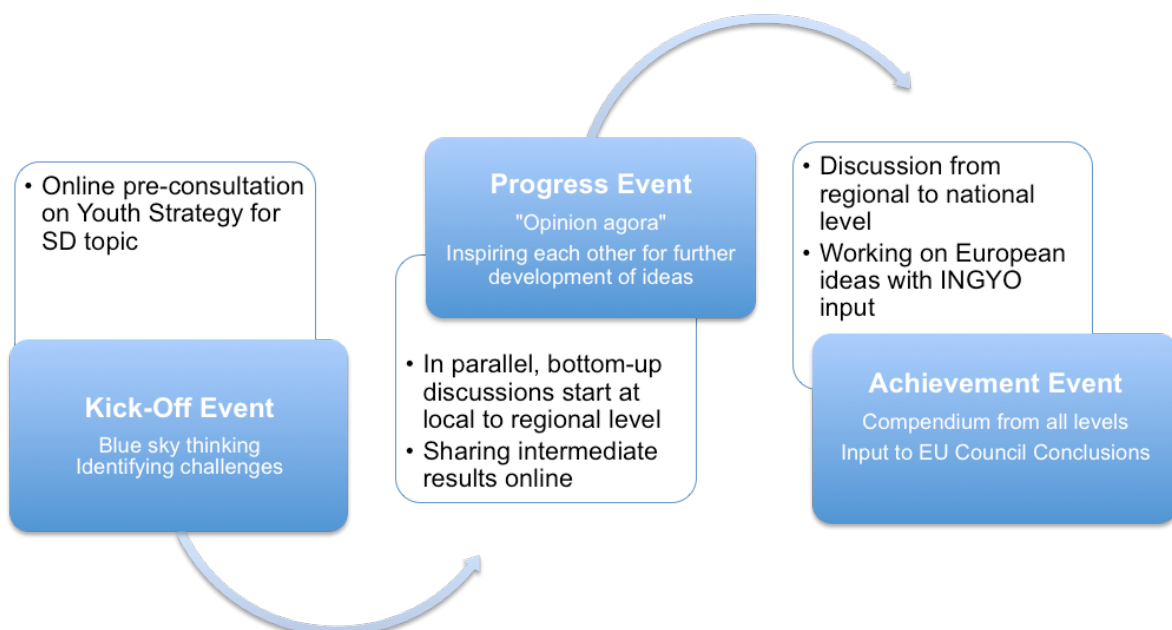 • Online pre-consultation
on Youth Strategy for
SD topic
Kick-Off Event
Blue sky thinking
Identifying challenges
Progress Event
"Opinion agora"
Inspiring each other for further
development of ideas
• In parallel, bottom-up
discussions start at
local to regional level
• Sharing intermediate
results online
• Discussion from
regional to national
level
• Working on European
ideas with INGYO
input
Achievement Event
Compendium from all levels
Input to EU Council Conclusions